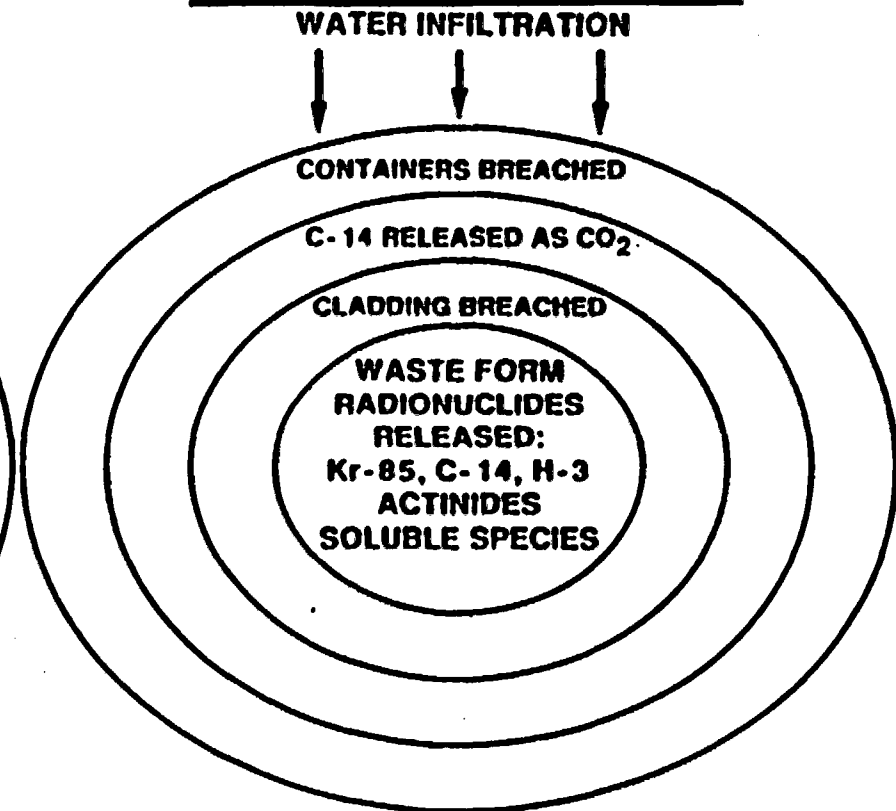 WATER INFILTRATION
CONTAINERS BREACHED
C-14 RELEASED AS CO₂.
CLADDING BREACHED
WASTE FORM
RADIONUCLIDES
RELEASED:
Kr-85, C-14, H-3
ACTINIDES
SOLUBLE SPECIES